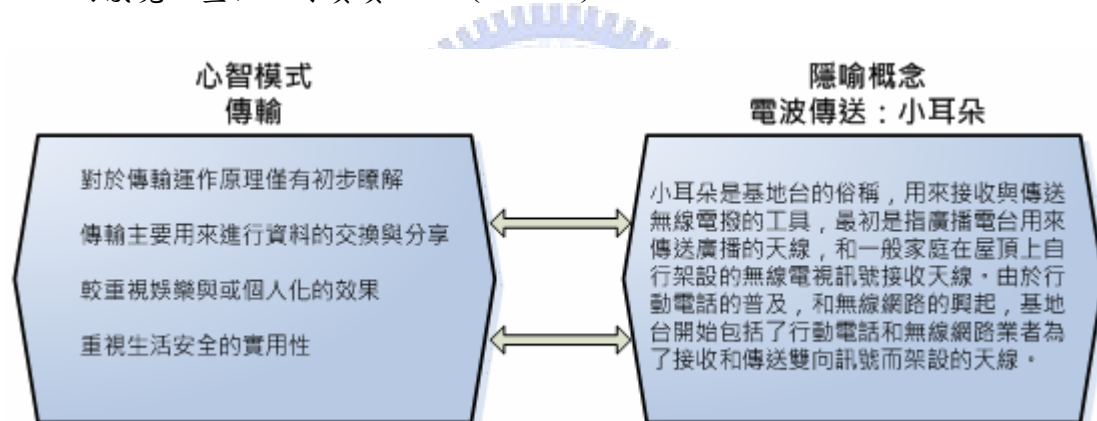 心智模式
傳輸
對於傳輸運作原理僅有初步瞭解
傳輸主要用來進行資料的交換與分享
較重視娛樂與或個人化的效果
重視生活安全的實用性
隱喻概念
電波傳送：小耳朵
小耳朵是基地台的俗稱，用來接收與傳送
無線電撥的工具，最初是指廣播電台用來
傳送廣播的天線，和一般家庭在屋頂上自
行架設的無線電視訊號接收天線。由於行
動電話的普及，和無線網路的興起，基地
台開始包括了行動電話和無線網路業者為
了接收和傳送雙向訊號而架設的天線。